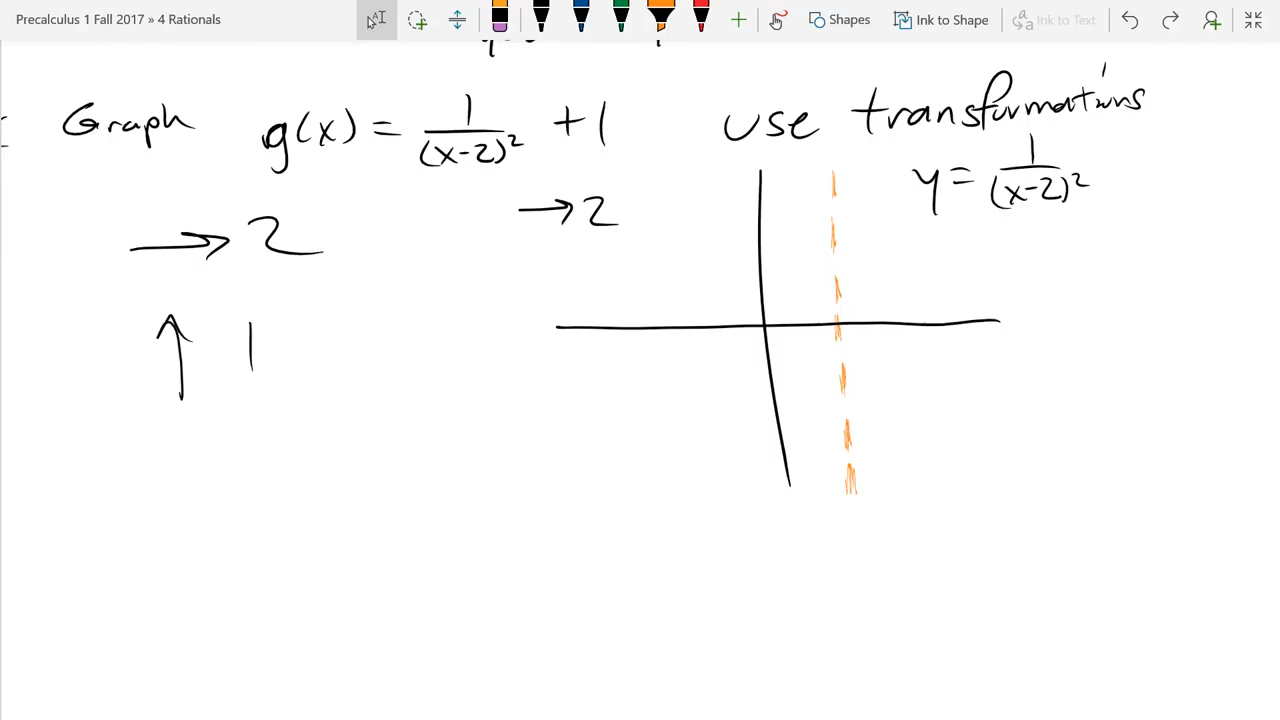 Precalculus 1 Fall 2017 » 4 Rationals
Shapes
Ink to Shape
Ink to Text
Graph g(x) = 1/(x-2)² + 1 use transformations
y = 1/(x-2)²
→ 2
→ 2
↑ 1